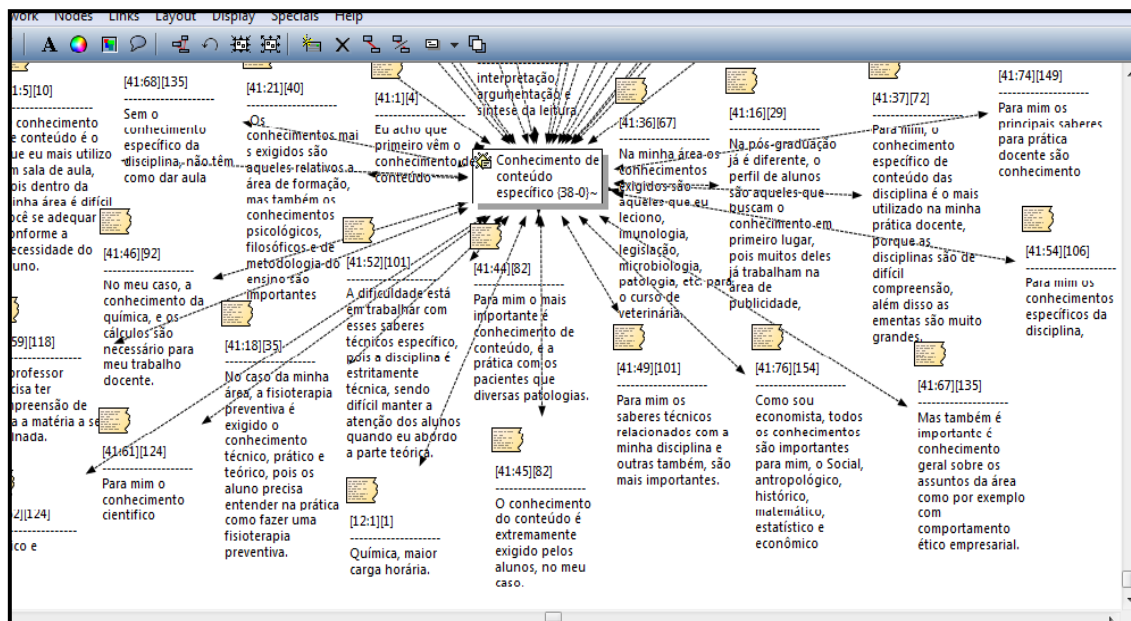 work Nodes Links Layout Display Specials Help
A
1:5][10]
conhecimento
e conteúdo é o
ue eu mais utilizo
m sala de aula,
ois dentro da
inha área é difícil
ocê se adequar
onforme a
ecessidade do
uno.
[41:68][135]
Sem o
conhecimento
específico da
disciplina, não têm
como dar aula
[41:21][40]
Os
conhecimentos mai
s exigidos são
aqueles relativos a
área de formação,
mas também os
conhecimentos
psicológicos,
filosóficos e de
metodologia do
ensino são
importantes
[41:1][4]
Eu acho que
primeiro vêm o
conhecimento de
conteúdo
interpretação,
argumentação e
síntese da leitura,
Conhecimento de
conteúdo
específico {38-0}~
[41:36][67]
Na minha área os
conhecimentos
exigidos são
aqueles que eu
leciono,
imunologia,
legislação,
microbiologia,
patologia, etc. para
o curso de
veterinária.
[41:16][29]
Na pós-graduação
já é diferente, o
perfil de alunos
são aqueles que
buscam o
conhecimento em
primeiro lugar,
pois muitos deles
já trabalham na
área de
publicidade,
[41:37][72]
Para mim, o
conhecimento
específico de
conteúdo das
disciplina é o mais
utilizado na minha
prática docente,
porque as
disciplinas são de
difícil
compreensão,
além disso as
ementas são muito
grandes.
[41:74][149]
Para mim os
principais saberes
para prática
docente são
conhecimento
[41:46][92]
No meu caso, a
conhecimento da
química, e os
cálculos são
necessário para
meu trabalho
docente.
[41:52][101]
A dificuldade está
em trabalhar com
esses saberes
técnicos específico,
pois a disciplina é
estritamente
técnica, sendo
difícil manter a
atenção dos alunos
quando eu abordo
a parte teórica.
[41:44][82]
Para mim o mais
importante é
conhecimento de
conteúdo, e a
prática com os
pacientes que
diversas patologias.
[41:54][106]
Para mim os
conhecimentos
específicos da
disciplina,
59][118]
professor
cisa ter
mpreensão de
a a matéria a se
inada.
[41:18][35]
No caso da minha
área, a fisioterapia
preventiva é
exigido o
conhecimento
técnico, prático e
teórico, pois os
aluno precisa
entender na prática
como fazer uma
fisioterapia
preventiva.
[41:49][101]
Para mim os
saberes técnicos
relacionados com a
minha disciplina e
outras também, são
mais importantes.
[41:76][154]
Como sou
economista, todos
os conhecimentos
são importantes
para mim, o Social,
antropológico,
histórico,
matemático,
estatístico e
econômico
[41:67][135]
Mas também é
importante é
conhecimento
geral sobre os
assuntos da área
como por exemplo
com
comportamento
ético empresarial.
[41:61][124]
Para mim o
conhecimento
cientifico
2][124]
ico e
[12:1][1]
Química, maior
carga horária.
[41:45][82]
O conhecimento
do conteúdo é
extremamente
exigido pelos
alunos, no meu
caso.